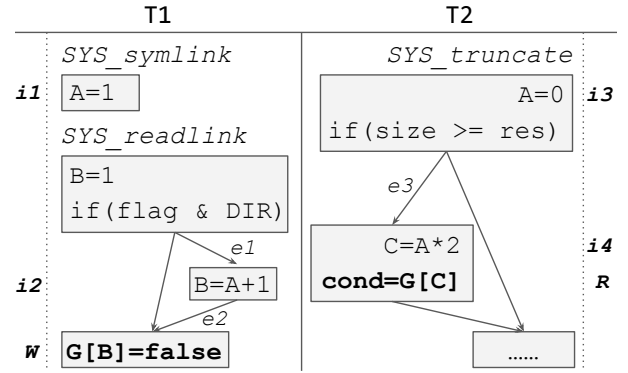 T1
T2
SYS_symlink
i1
A=1
SYS_readlink
B=1
if(flag & DIR)
e1
i2
B=A+1
e2
W
G[B]=false
SYS_truncate
A=0
i3
if(size >= res)
e3
C=A*2
i4
cond=G[C]
R
……